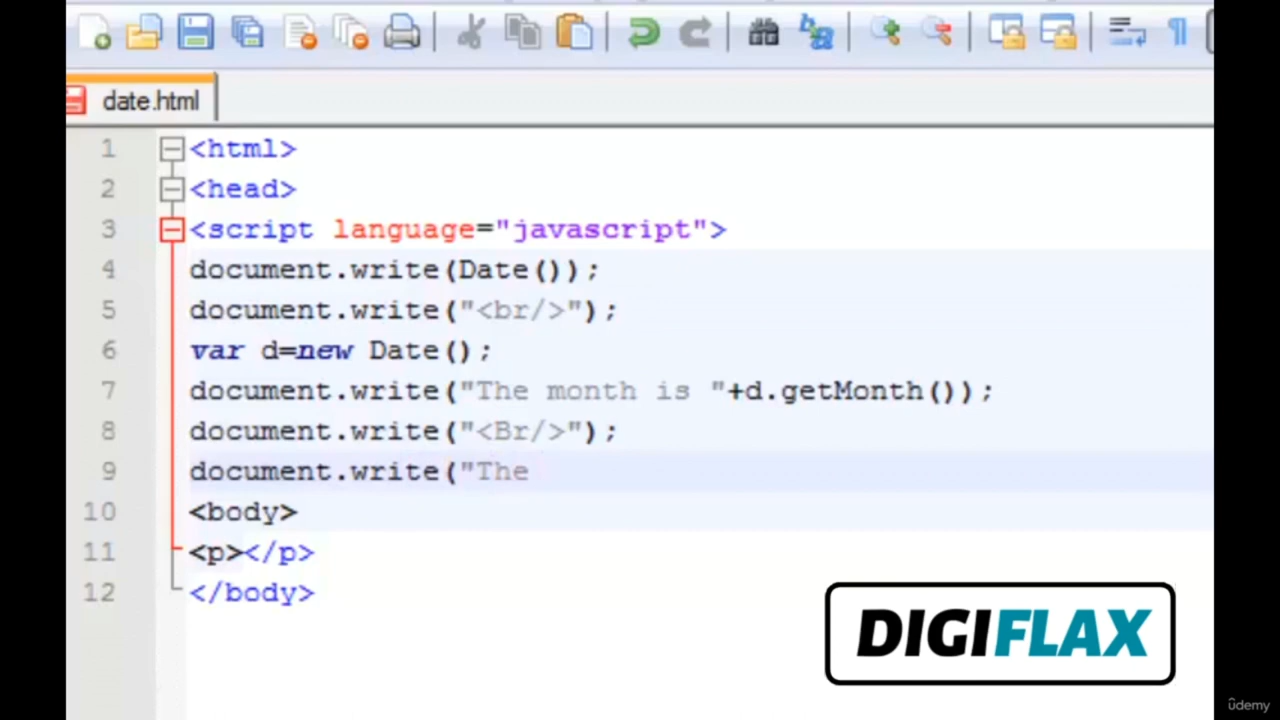 date.html
1 <html>
2 <head>
3 <script language="javascript">
4 document.write(Date());
5 document.write("<br/>");
6 var d=new Date();
7 document.write("The month is "+d.getMonth());
8 document.write("<Br/>");
9 document.write("The
10 <body>
11 <p></p>
12 </body>
DIGIFLAX
ûdemy